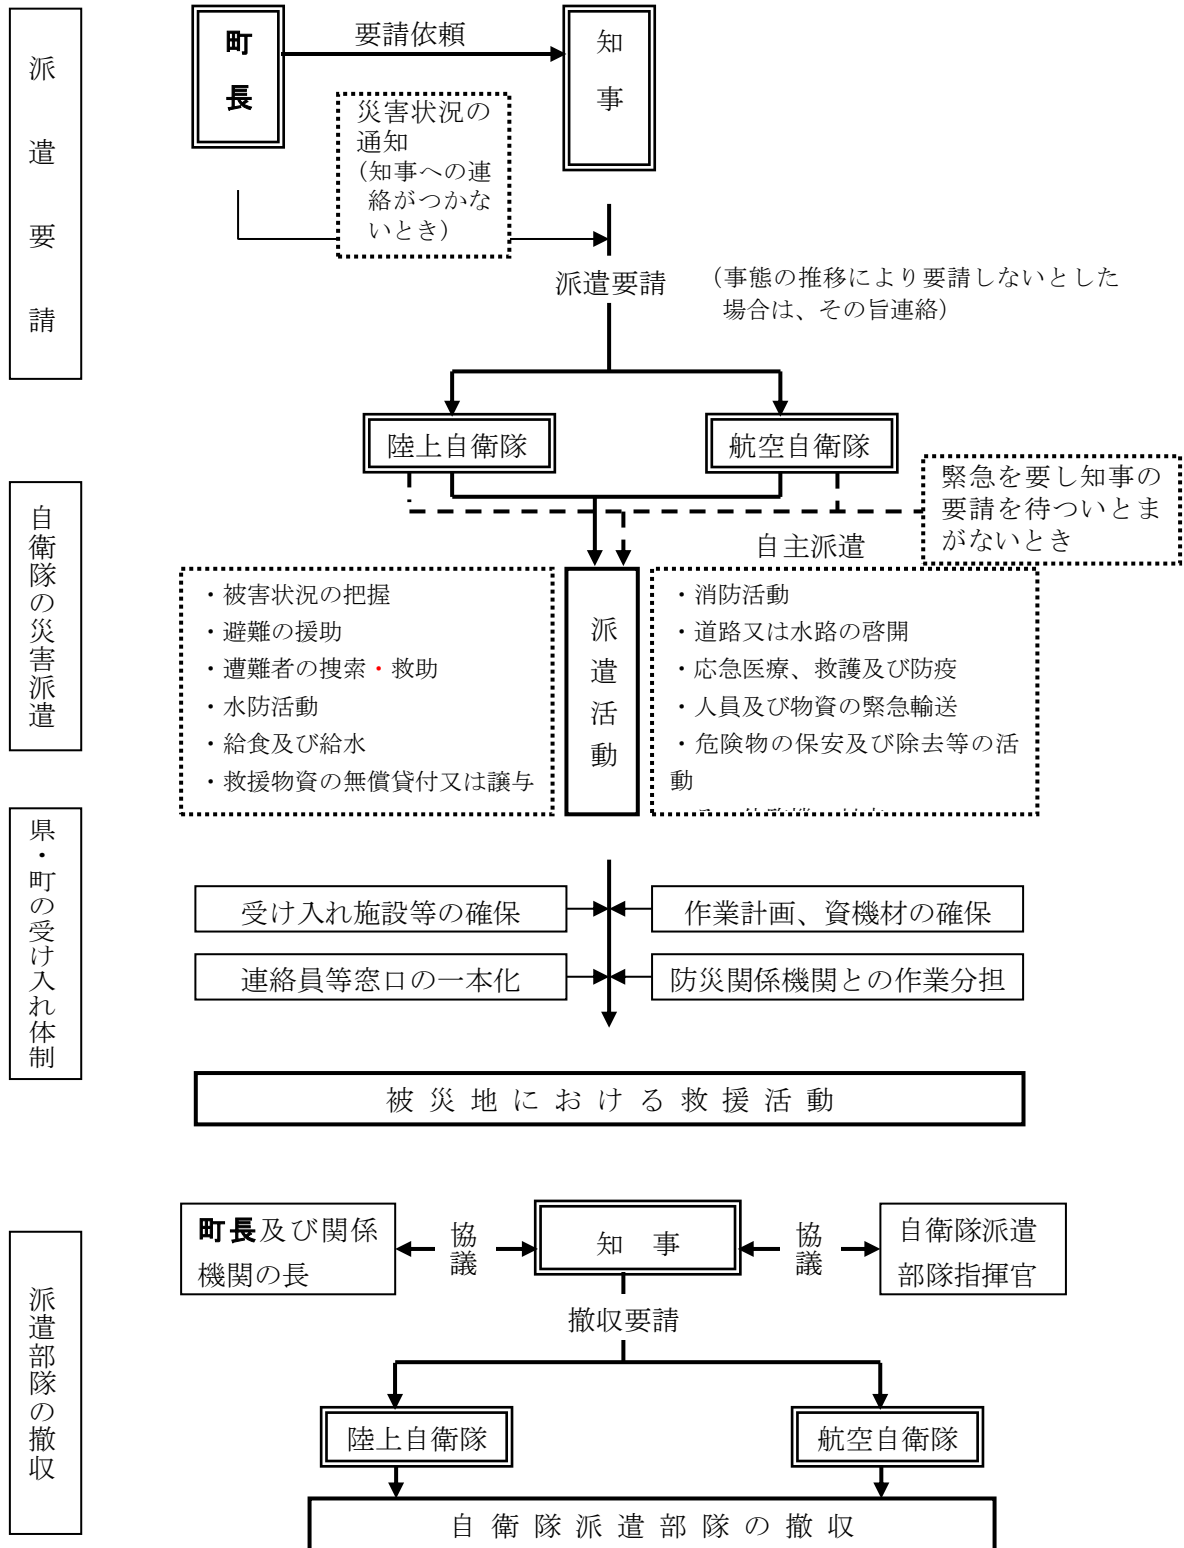 派遣要請
町長
要請依頼
知事
災害状況の
通知
（知事への連
絡がつかな
いとき）
派遣要請
（事態の推移により要請しないとした
場合は、その旨連絡）
陸上自衛隊
航空自衛隊
自衛隊の災害派遣
緊急を要し知事の
要請を待ついとま
がないとき
自主派遣
・被害状況の把握
・避難の援助
・遭難者の捜索・救助
・水防活動
・給食及び給水
・救援物資の無償貸付又は譲与
派遣活動
・消防活動
・道路又は水路の啓開
・応急医療、救護及び防疫
・人員及び物資の緊急輸送
・危険物の保安及び除去等の活
動
県・町の受け入れ体制
受け入れ施設等の確保
作業計画、資機材の確保
連絡員等窓口の一本化
防災関係機関との作業分担
被災地における救援活動
派遣部隊の撤収
町長及び関係
機関の長
協議
知　事
協議
自衛隊派遣
部隊指揮官
撤収要請
陸上自衛隊
航空自衛隊
自衛隊派遣部隊の撤収